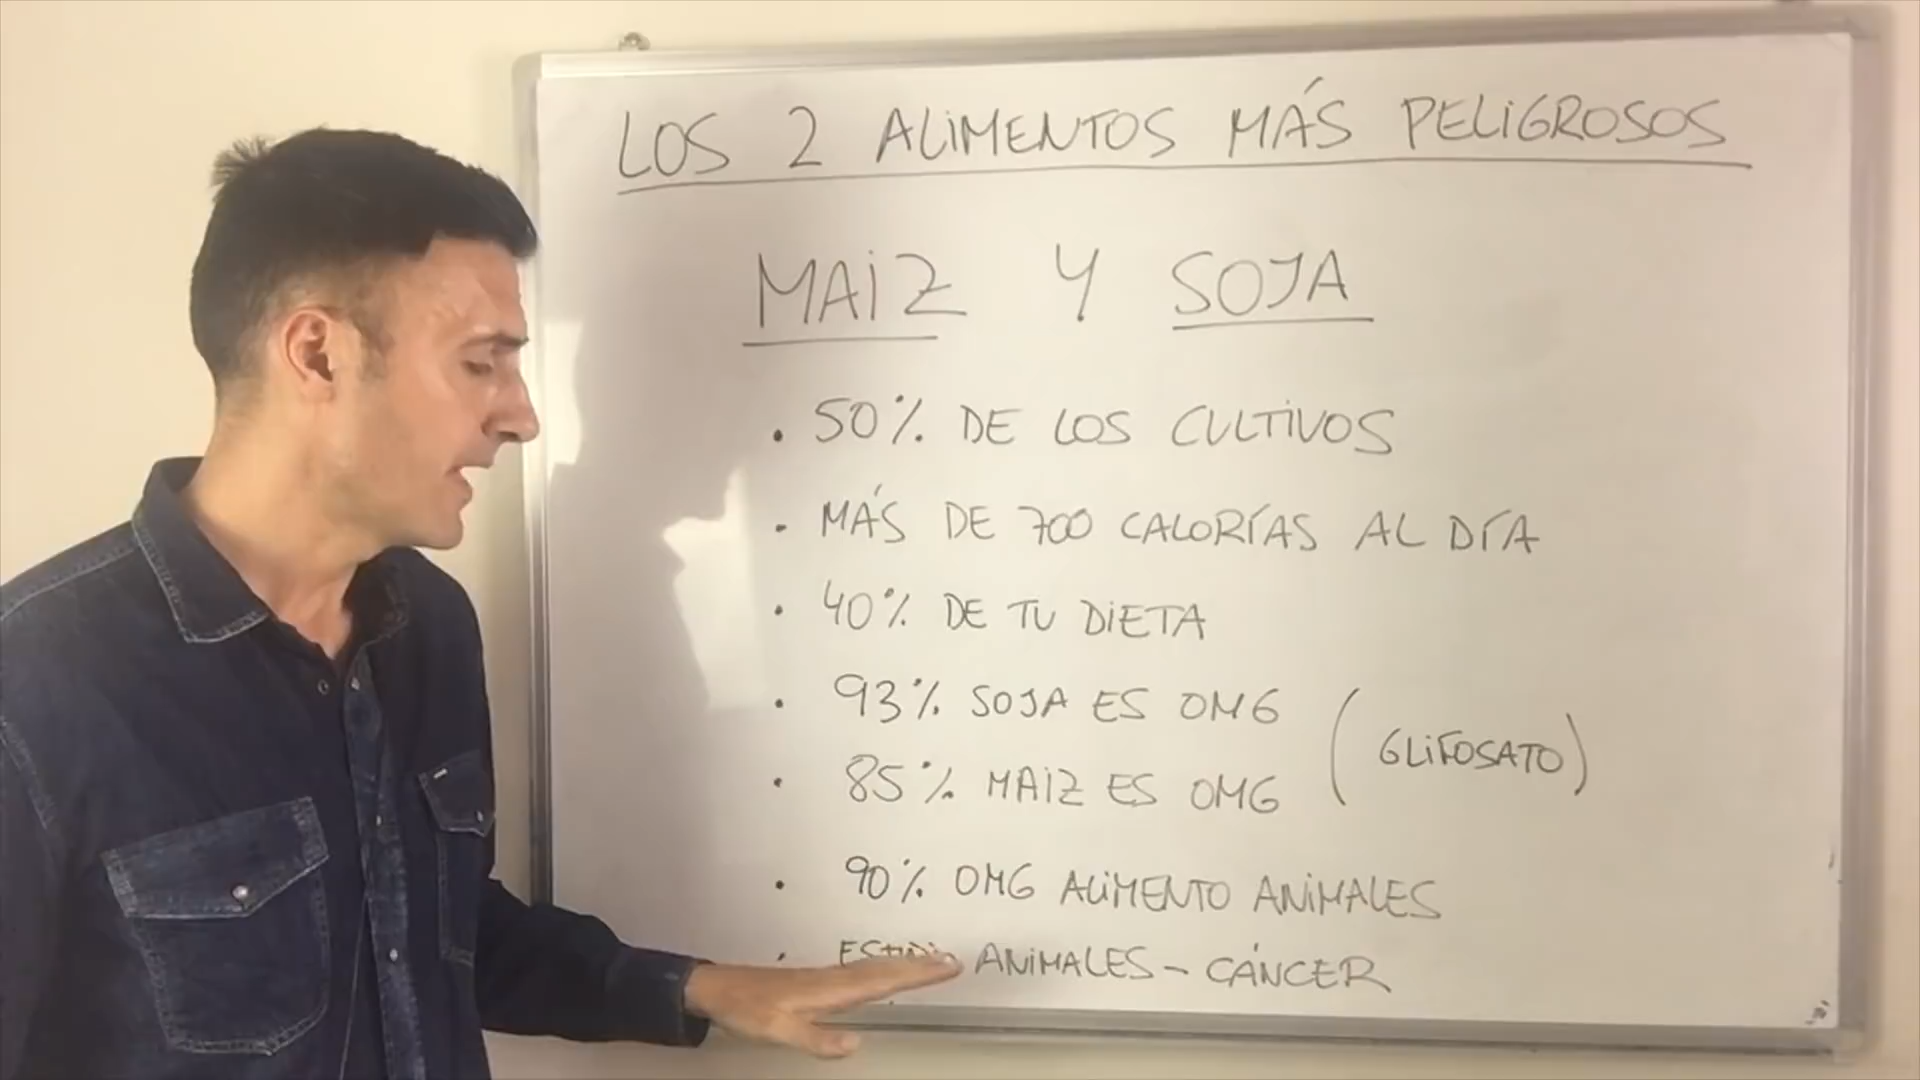 LOS 2 ALIMENTOS MÁS PELIGROSOS
MAIZ Y SOJA
• 50% DE LOS CULTIVOS
• MÁS DE 700 CALORÍAS AL DÍA
• 40% DE TU DIETA
• 93% SOJA ES OMG
• 85% MAIZ ES OMG
(GLIFOSATO)
• 90% OMG ALIMENTO ANIMALES
• ANIMALES - CÁNCER